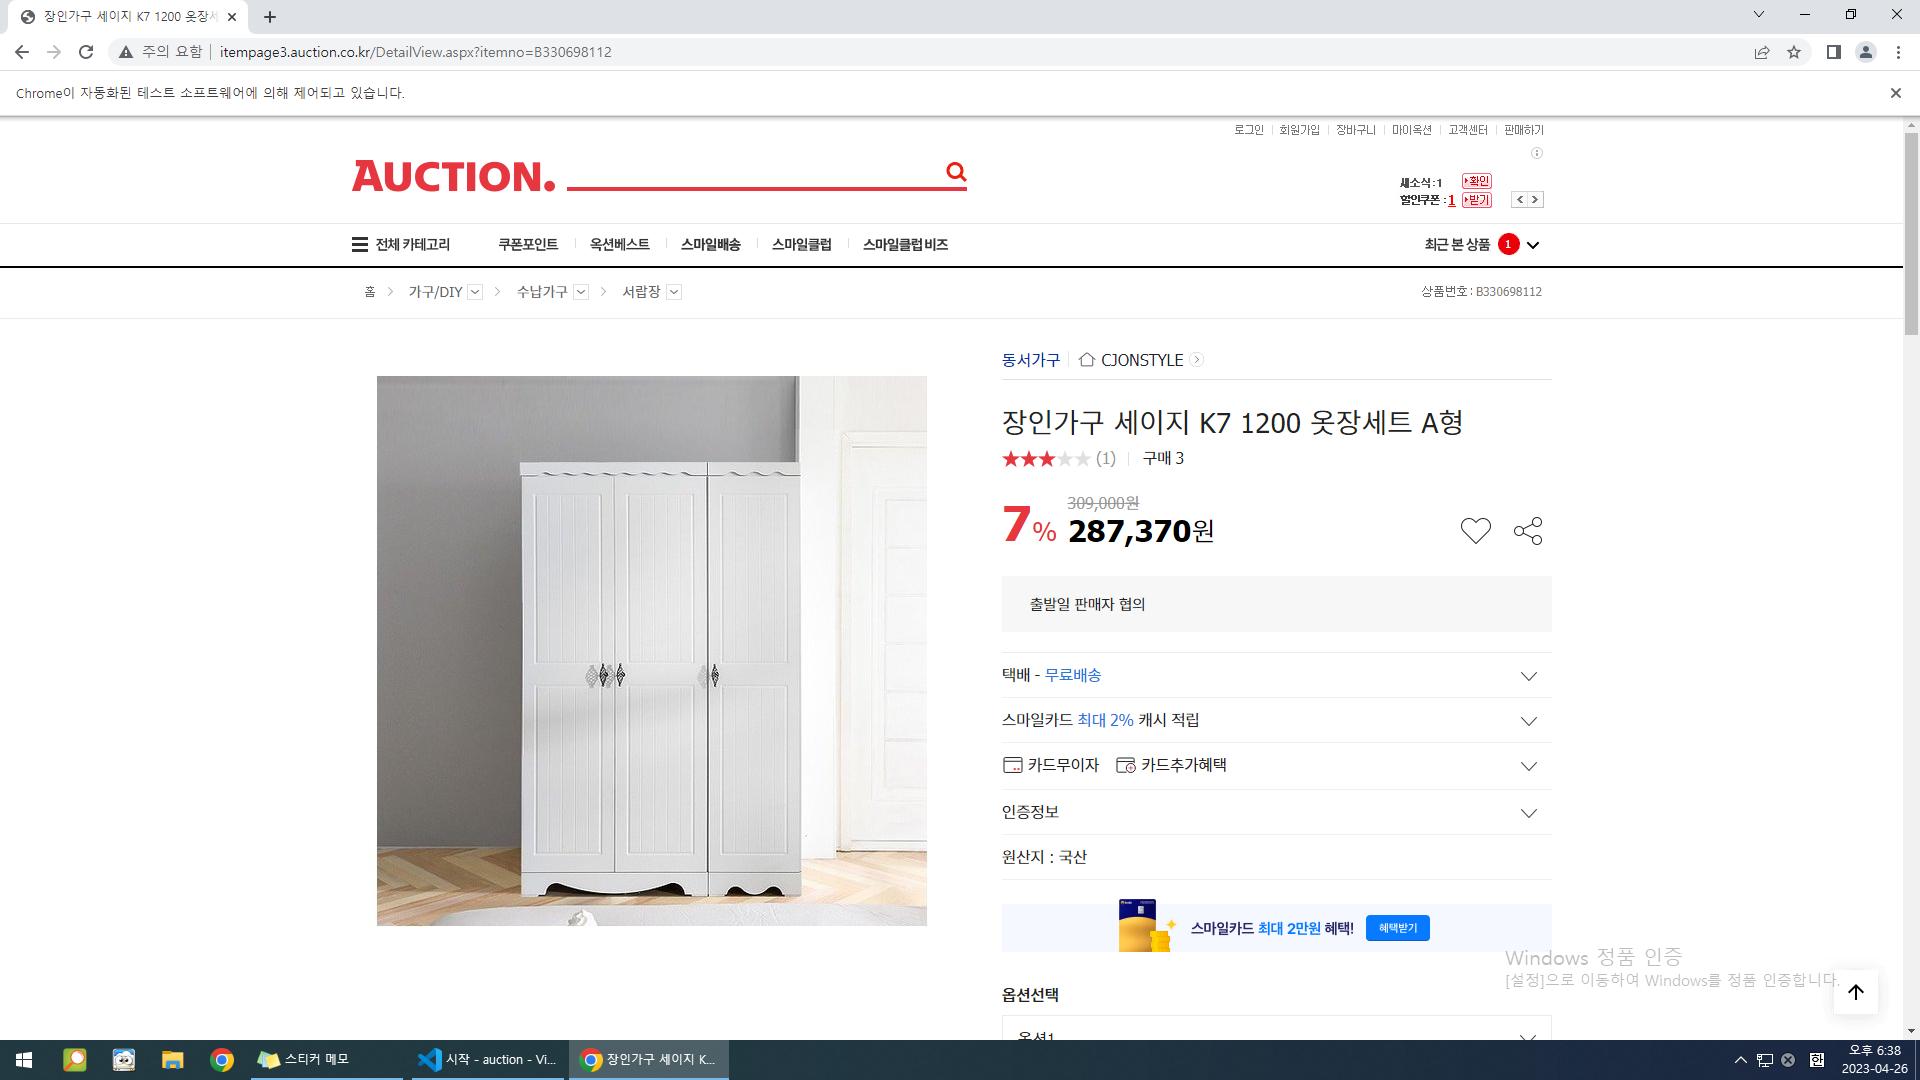 장인가구 세이지 K7 1200 옷장세
주의 요함 itempage3.auction.co.kr/DetailView.aspx?itemno=B330698112
Chrome이 자동화된 테스트 소프트웨어에 의해 제어되고 있습니다.
로그인 회원가입 장바구니 마이옥션 고객센터 판매하기
AUCTION.
새소식:1 확인
할인쿠폰:1 받기
전체 카테고리 쿠폰포인트 옥션베스트 스마일배송 스마일클럽 스마일클럽 비즈 최근 본 상품 1
홈 가구/DIY 수납가구 서랍장 상품번호 : B330698112
동서가구 CJONSTYLE
장인가구 세이지 K7 1200 옷장세트 A형
(1) 구매 3
309,000원
7% 287,370원
출발일 판매자 협의
택배 - 무료배송
스마일카드 최대 2% 캐시 적립
카드무이자 카드추가혜택
인증정보
원산지 : 국산
스마일카드 최대 2만원 혜택! 혜택받기
Windows 정품 인증
[설정]으로 이동하여 Windows를 정품 인증합니다.
옵션선택
옵션1
스티커 메모 시작 - auction - Vi... 장인가구 세이지 K... 한 오후 6:38
2023-04-26